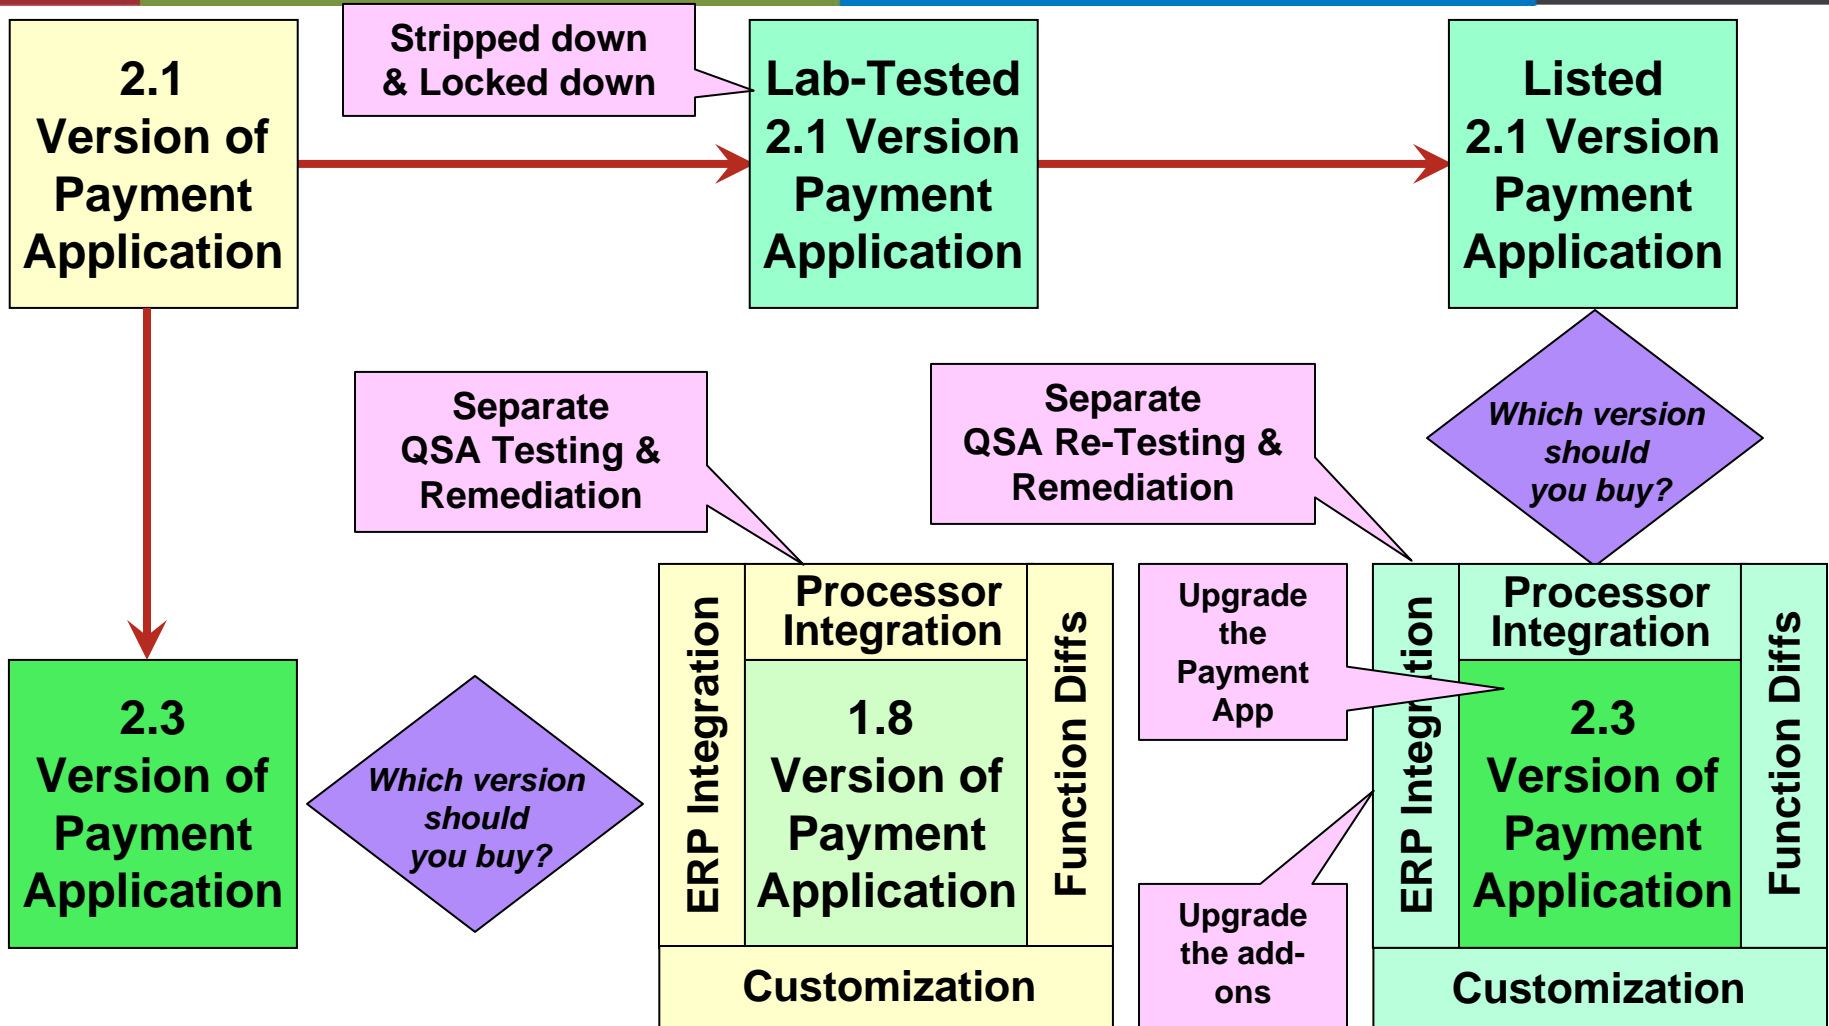 2.1
Version of
Payment
Application
Stripped down
& Locked down
Lab-Tested
2.1 Version
Payment
Application
Listed
2.1 Version
Payment
Application
Separate
QSA Testing &
Remediation
Separate
QSA Re-Testing &
Remediation
Which version
should
you buy?
2.3
Version of
Payment
Application
Which version
should
you buy?
ERP Integration
Processor
Integration
1.8
Version of
Payment
Application
Function Diffs
Customization
Upgrade
the
Payment
App
Upgrade
the add-
ons
ERP Integration
Processor
Integration
2.3
Version of
Payment
Application
Function Diffs
Customization